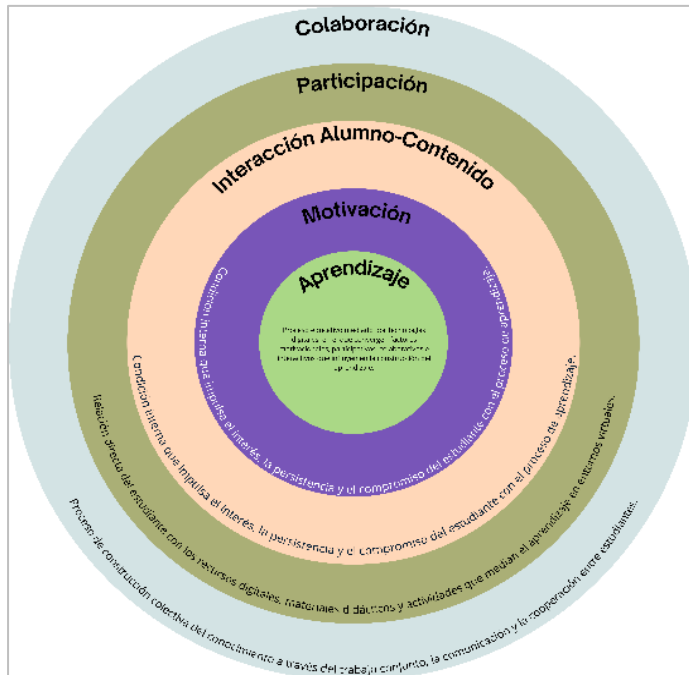 Colaboración
Participación
Interacción Alumno-Contenido
Motivación
Aprendizaje
digitales
aprendizaje.
Condición interna que impulsa el interés, la persistencia y el compromiso del estudiante con el proceso de aprendizaje.
Condición interna que impulsa el interés, la persistencia y el compromiso del estudiante con el proceso de aprendizaje.
Relación directa del estudiante con los recursos digitales, materiales didácticos y actividades que median el aprendizaje en entornos virtuales.
Proceso de construcción colectiva del conocimiento a través del trabajo conjunto, la comunicación y la cooperación entre estudiantes.